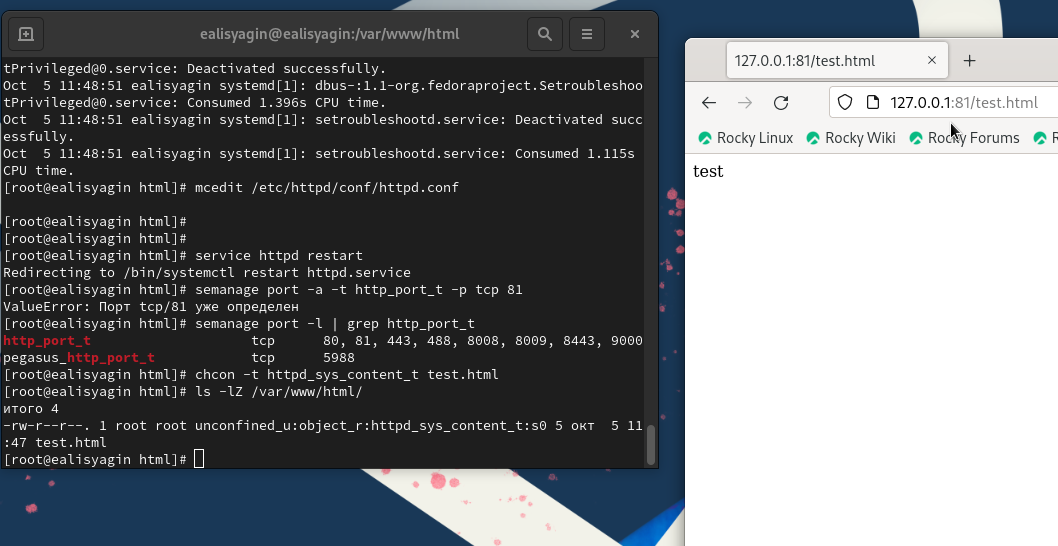 ealisyagin@ealisyagin:/var/www/html
tPrivileged@0.service: Deactivated successfully.
Oct  5 11:48:51 ealisyagin systemd[1]: dbus-:1.1-org.fedoraproject.Setroubleshoo
tPrivileged@0.service: Consumed 1.396s CPU time.
Oct  5 11:48:51 ealisyagin systemd[1]: setroubleshootd.service: Deactivated succ
essfully.
Oct  5 11:48:51 ealisyagin systemd[1]: setroubleshootd.service: Consumed 1.115s
CPU time.
[root@ealisyagin html]# mcedit /etc/httpd/conf/httpd.conf
[root@ealisyagin html]#
[root@ealisyagin html]#
[root@ealisyagin html]# service httpd restart
Redirecting to /bin/systemctl restart httpd.service
[root@ealisyagin html]# semanage port -a -t http_port_t -p tcp 81
ValueError: Порт tcp/81 уже определен
[root@ealisyagin html]# semanage port -l | grep http_port_t
http_port_t                    tcp      80, 81, 443, 488, 8008, 8009, 8443, 9000
pegasus_http_port_t            tcp      5988
[root@ealisyagin html]# chcon -t httpd_sys_content_t test.html
[root@ealisyagin html]# ls -lZ /var/www/html/
итого 4
-rw-r--r--. 1 root root unconfined_u:object_r:httpd_sys_content_t:s0 5 окт  5 11
:47 test.html
[root@ealisyagin html]#
127.0.0.1:81/test.html
127.0.0.1:81/test.html
Rocky Linux Rocky Wiki Rocky Forums R
test